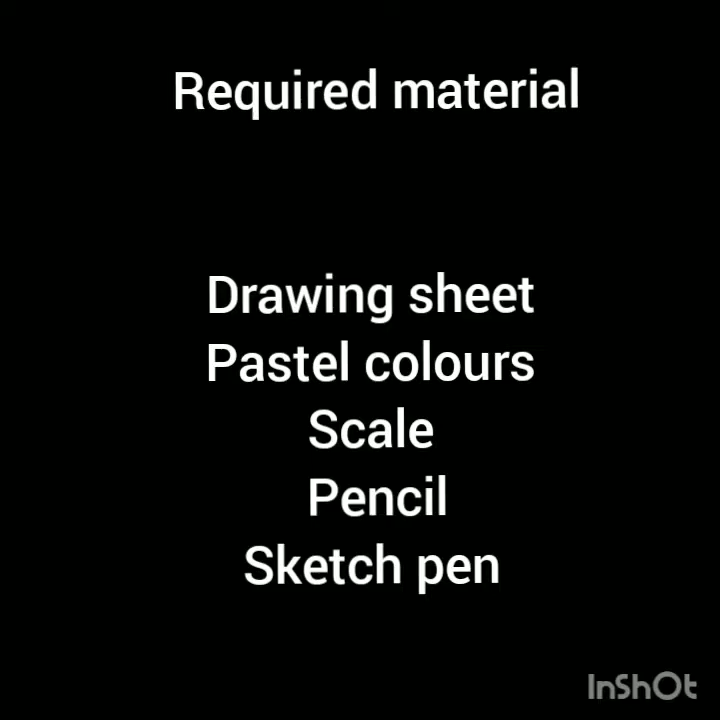 Required material
Drawing sheet
Pastel colours
Scale
Pencil
Sketch pen
InShOt